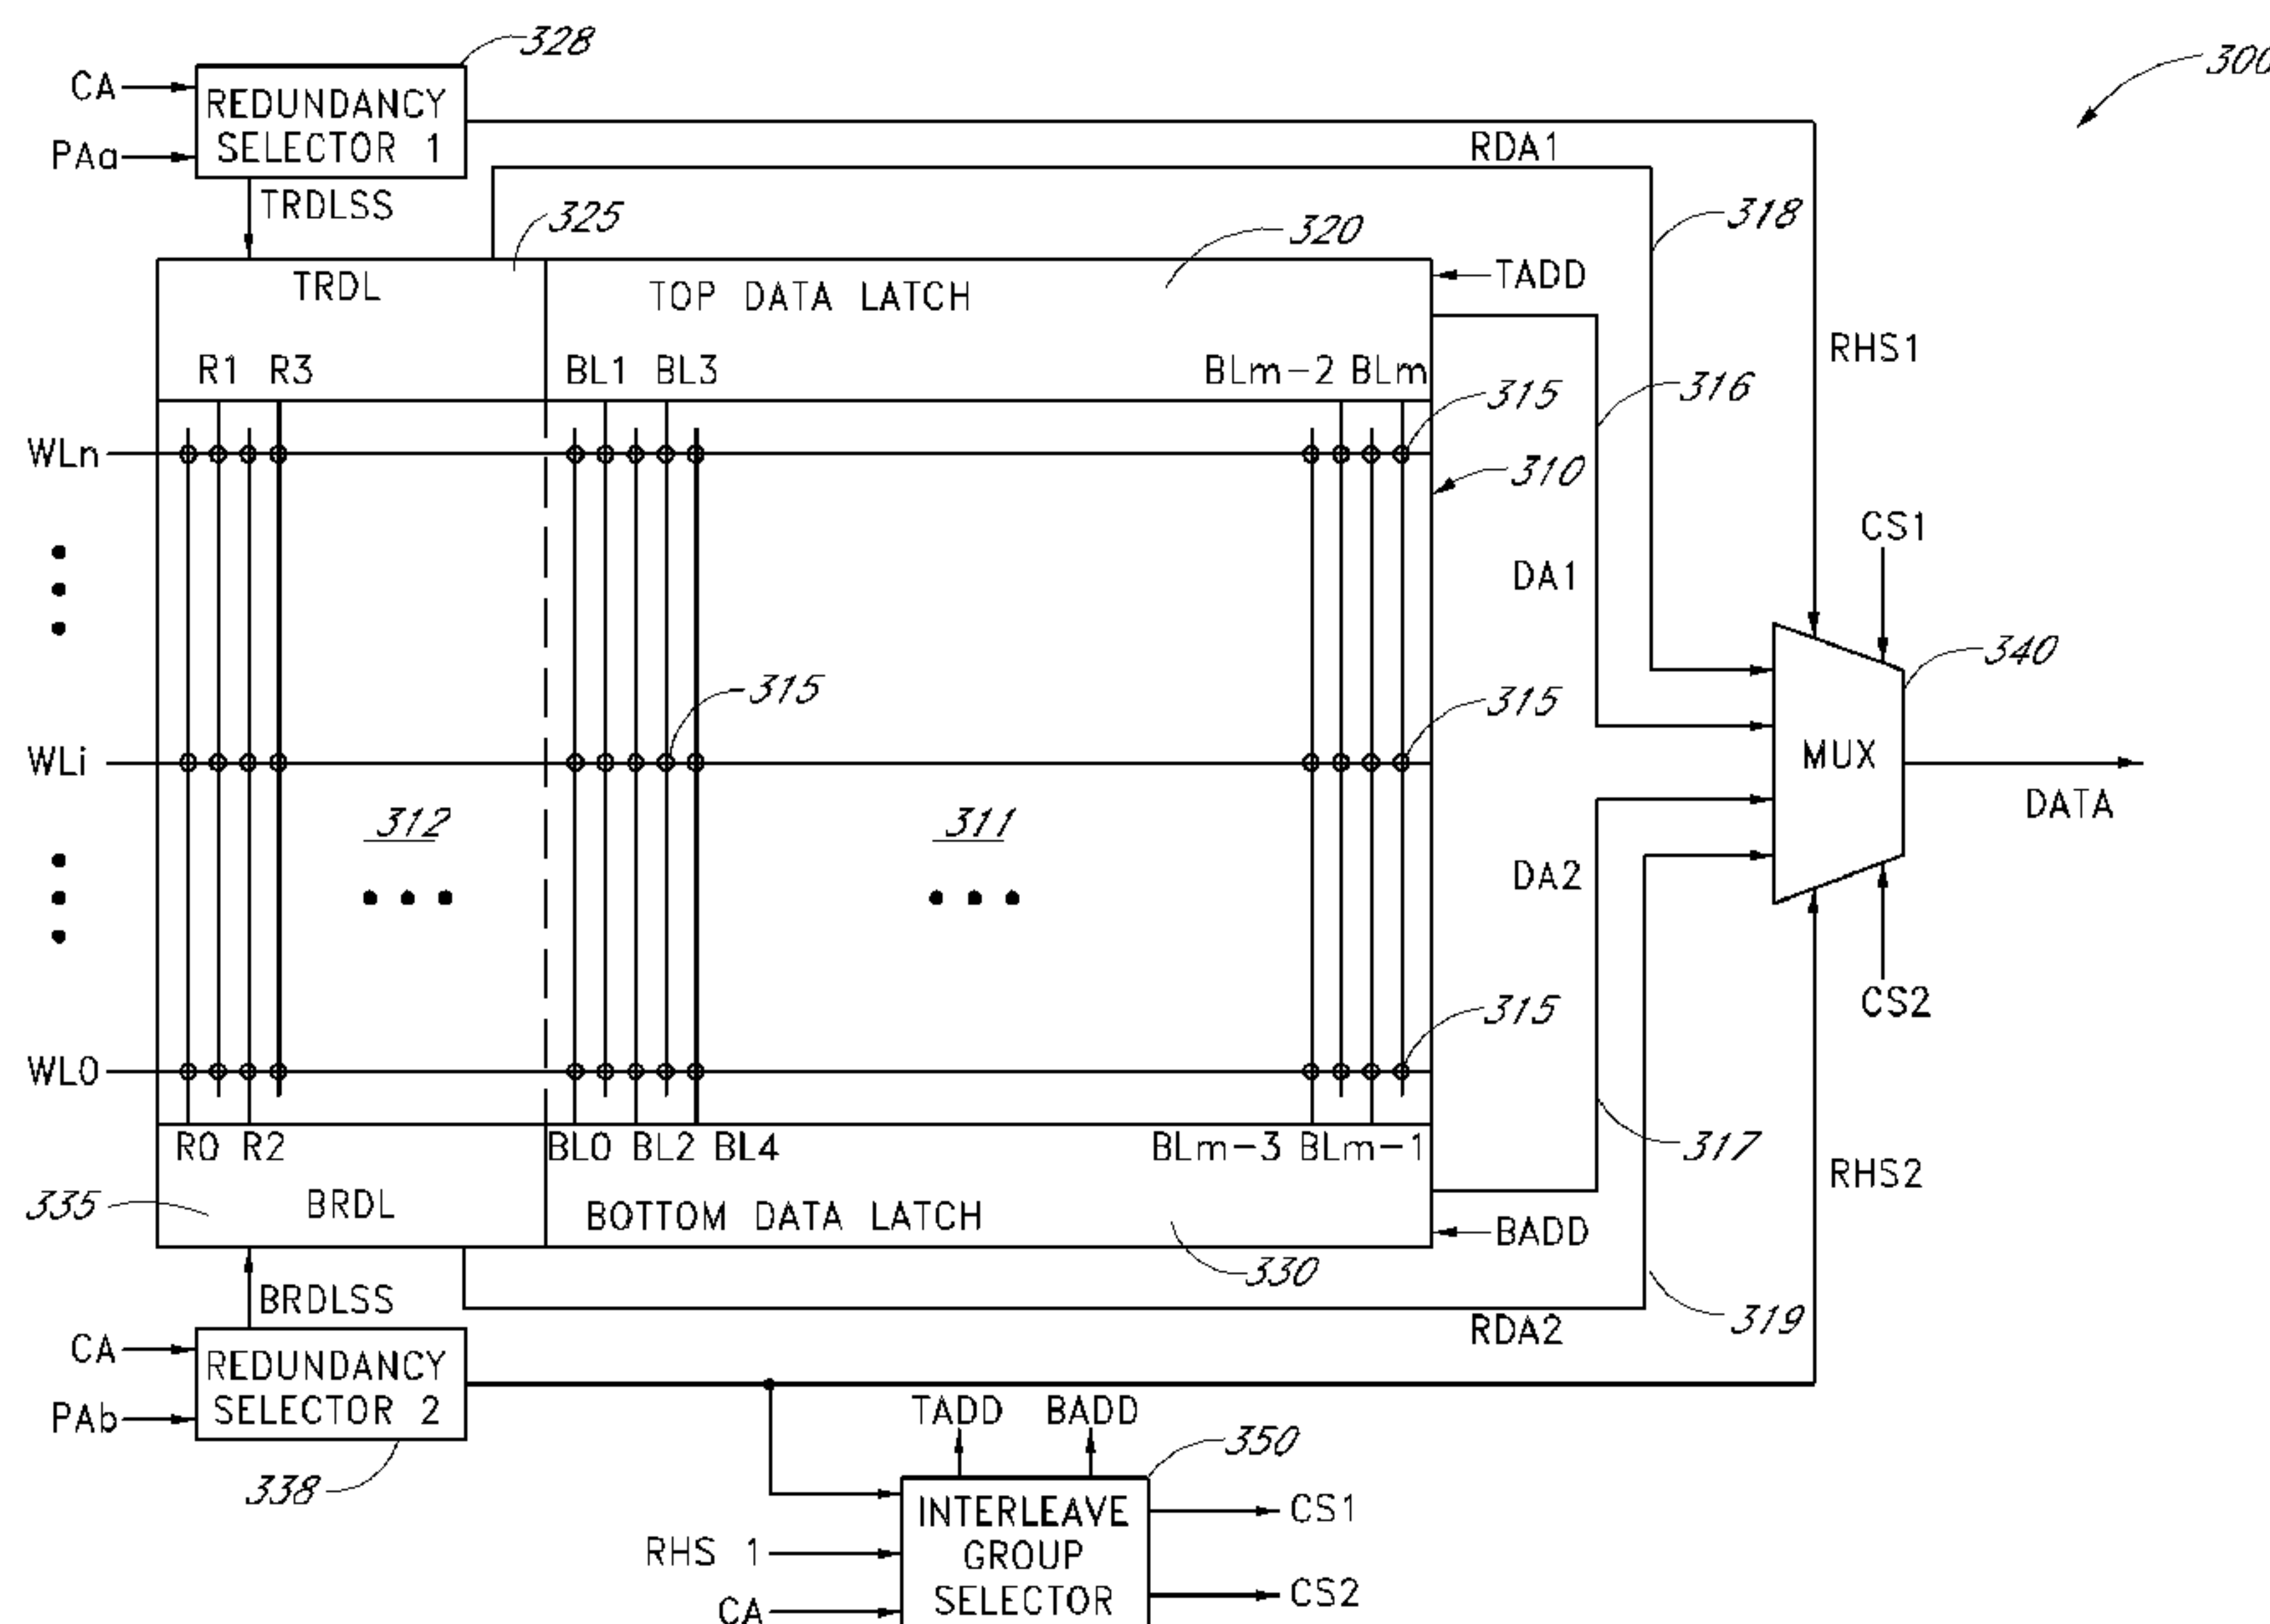 328
300
CA
REDUNDANCY
SELECTOR 1
PAa
RDA1
TRDLSS
325
320
318
TRDL
TOP DATA LATCH
TADD
RHS1
R1 R3
BL1 BL3
BLm-2 BLm
315
316
WLn
310
CS1
DA1
340
315
315
WLi
MUX
DATA
312
311
DA2
CS2
315
WL0
R0 R2
BL0 BL2 BL4
BLm-3 BLm-1
317
RHS2
335
BRDL
BOTTOM DATA LATCH
BADD
330
BRDLSS
319
RDA2
CA
REDUNDANCY
SELECTOR 2
PAb
TADD BADD
350
338
INTERLEAVE
GROUP
SELECTOR
CS1
RHS 1
CS2
CA